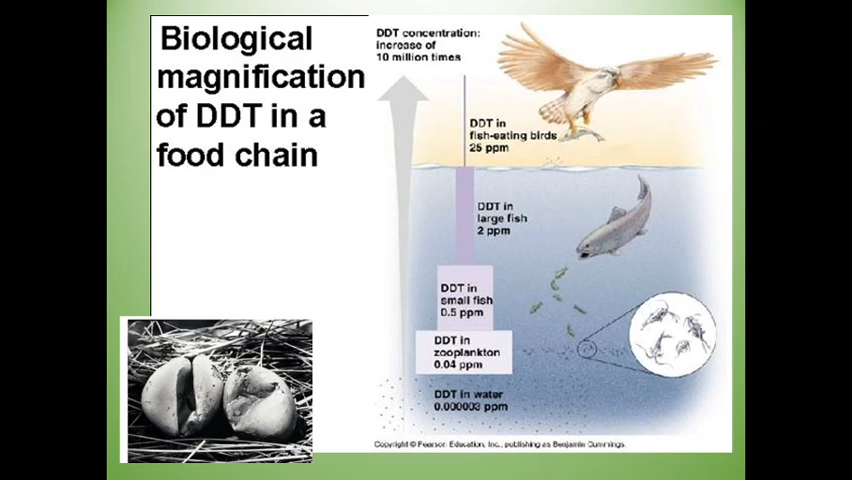 Biological
magnification
of DDT in a
food chain
DDT concentration:
increase of
10 million times
DDT in
fish-eating birds
25 ppm
DDT in
large fish
2 ppm
DDT in
small fish
0.5 ppm
DDT in
zooplankton
0.04 ppm
DDT in water
0.000003 ppm
Copyright © Pearson Education, Inc., publishing as Benjamin Cummings.